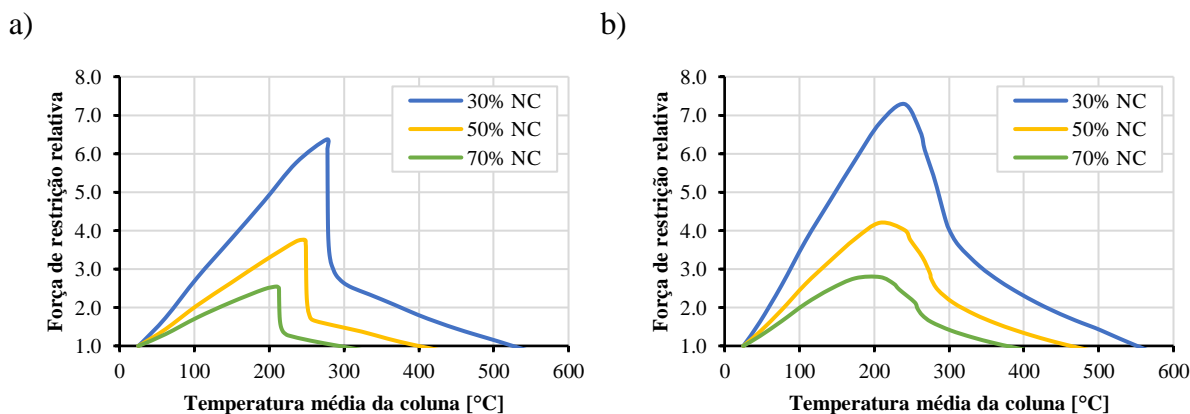 a)
Força de restrição relativa
8.0
7.0
6.0
5.0
4.0
3.0
2.0
1.0
0 100 200 300 400 500 600
Temperatura média da coluna [°C]
30% NC
50% NC
70% NC
b)
Força de restrição relativa
8.0
7.0
6.0
5.0
4.0
3.0
2.0
1.0
0 100 200 300 400 500 600
Temperatura média da coluna [°C]
30% NC
50% NC
70% NC